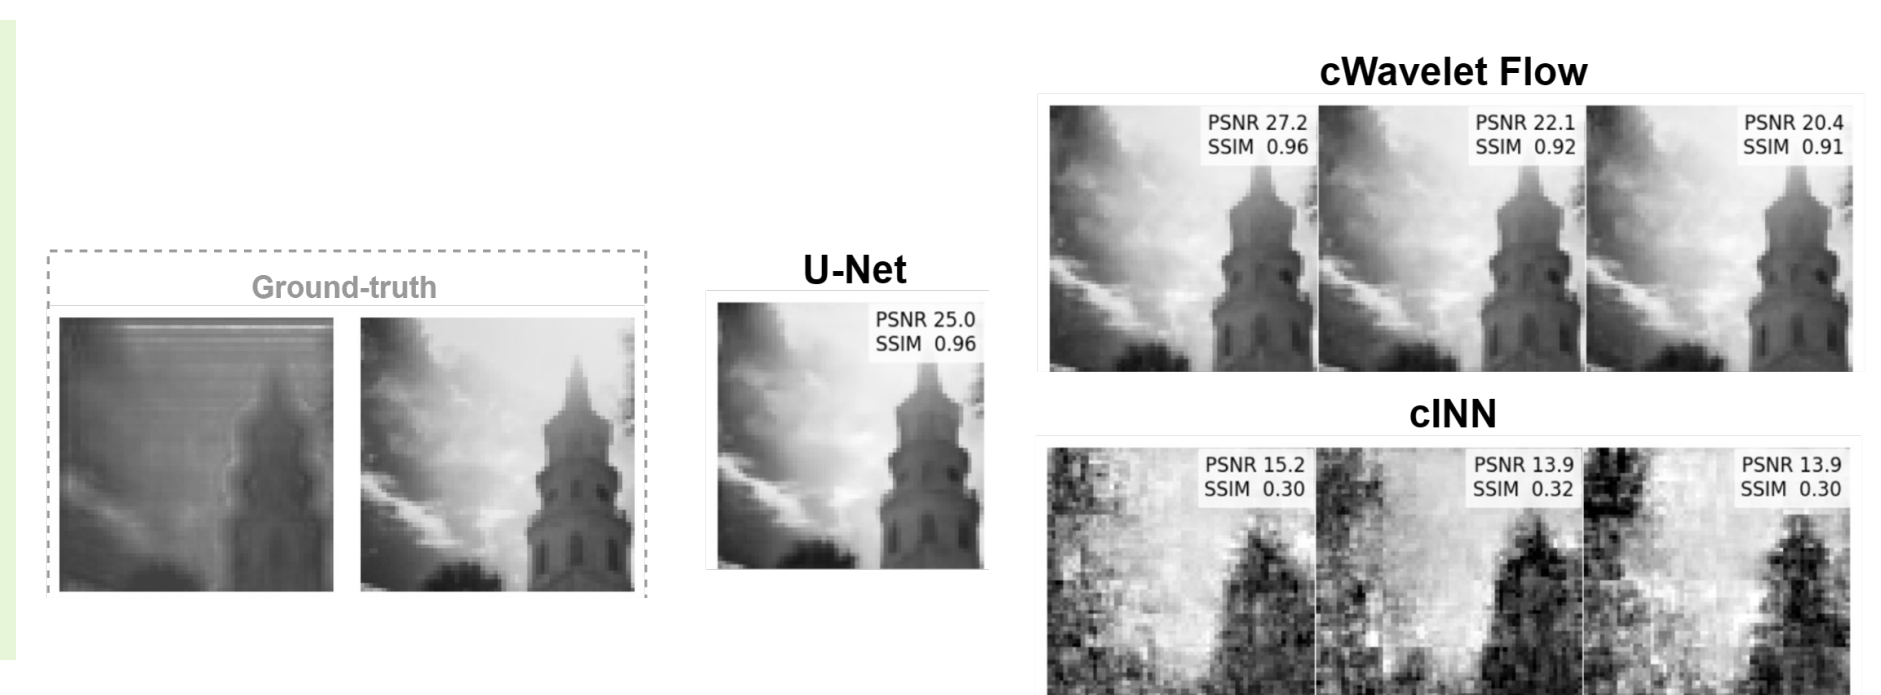 Ground-truth
U-Net
PSNR 25.0
SSIM 0.96
cWavelet Flow
PSNR 27.2
SSIM 0.96
PSNR 22.1
SSIM 0.92
PSNR 20.4
SSIM 0.91
cINN
PSNR 15.2
SSIM 0.30
PSNR 13.9
SSIM 0.32
PSNR 13.9
SSIM 0.30